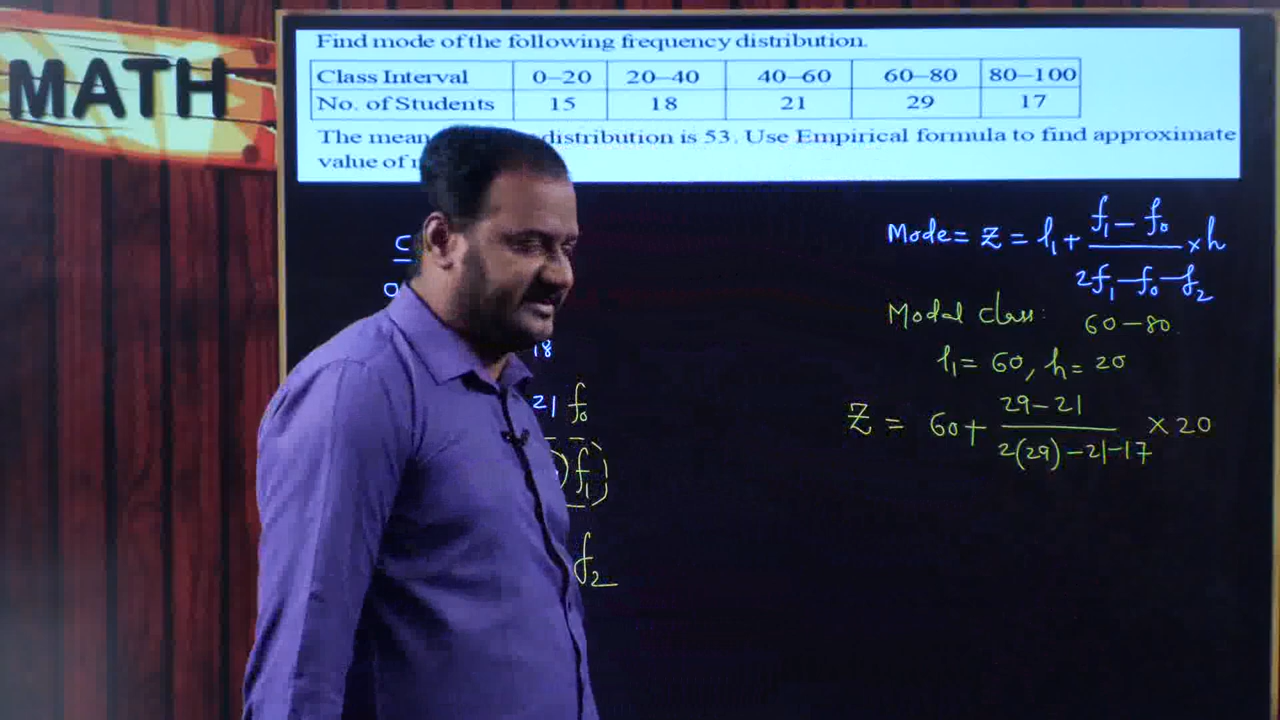 MATH
Find mode of the following frequency distribution.
Class Interval 0–20 20–40 40–60 60–80 80–100
No. of Students 15 18 21 29 17
The mean distribution is 53. Use Empirical formula to find approximate
value of
C
0
18
21 f₀
f₁
f₂
Mode = Z = l₁ + (f₁ – f₀)/(2f₁ – f₀ – f₂) × h
Modal class: 60 – 80.
l₁ = 60, h = 20
Z = 60 + (29 – 21)/(2(29) – 21 – 17) × 20